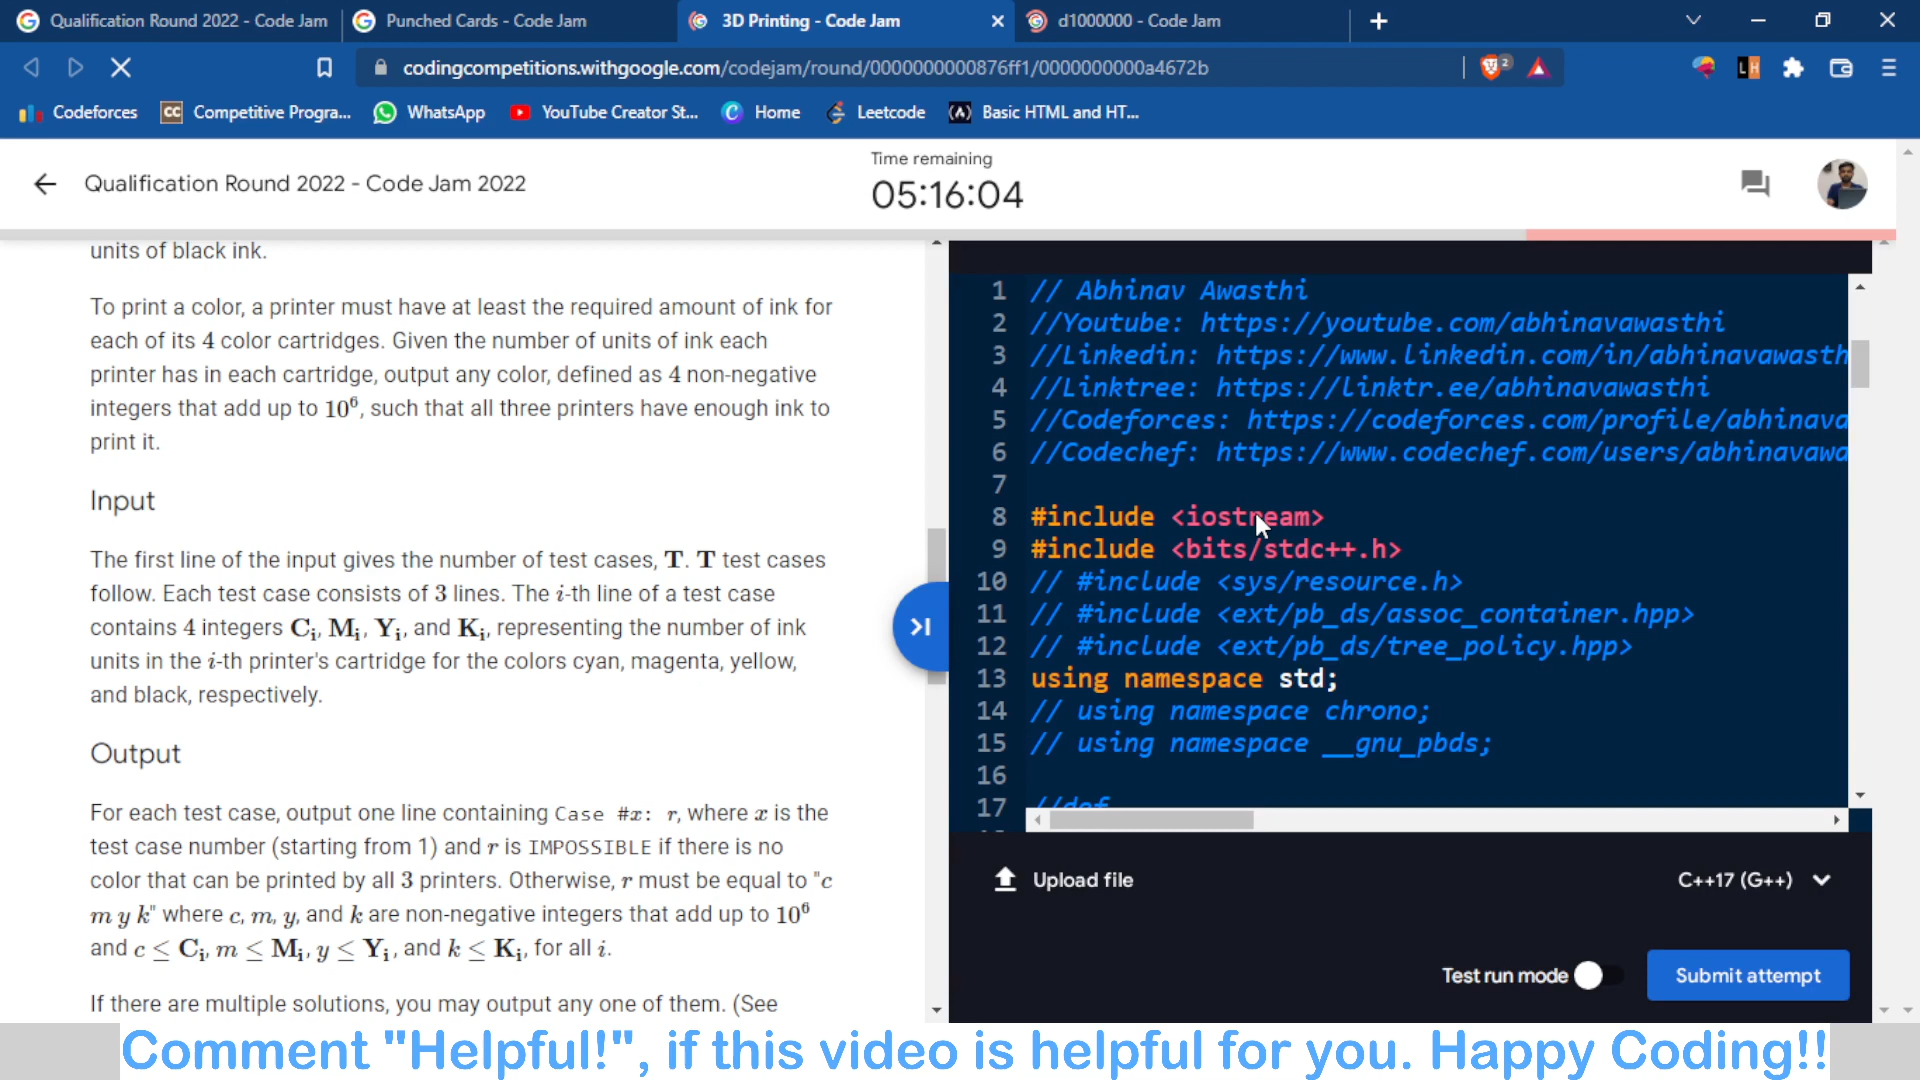 Qualification Round 2022 - Code Jam
Punched Cards - Code Jam
3D Printing - Code Jam
d1000000 - Code Jam
codingcompetitions.withgoogle.com/codejam/round/0000000000876ff1/0000000000a4672b
2
LH
Codeforces
CC Competitive Progra...
WhatsApp
YouTube Creator St...
Home
Leetcode
Basic HTML and HT...
Qualification Round 2022 - Code Jam 2022
Time remaining
05:16:04
units of black ink.
To print a color, a printer must have at least the required amount of ink for
each of its 4 color cartridges. Given the number of units of ink each
printer has in each cartridge, output any color, defined as 4 non-negative
integers that add up to 10⁶, such that all three printers have enough ink to
print it.
Input
The first line of the input gives the number of test cases, T. T test cases
follow. Each test case consists of 3 lines. The i-th line of a test case
contains 4 integers Cᵢ, Mᵢ, Yᵢ, and Kᵢ, representing the number of ink
units in the i-th printer's cartridge for the colors cyan, magenta, yellow,
and black, respectively.
Output
For each test case, output one line containing Case #x: r, where x is the
test case number (starting from 1) and r is IMPOSSIBLE if there is no
color that can be printed by all 3 printers. Otherwise, r must be equal to "c
m y k" where c, m, y, and k are non-negative integers that add up to 10⁶
and c ≤ Cᵢ, m ≤ Mᵢ, y ≤ Yᵢ, and k ≤ Kᵢ, for all i.
If there are multiple solutions, you may output any one of them. (See
1 // Abhinav Awasthi
2 //Youtube: https://youtube.com/abhinavawasthi
3 //Linkedin: https://www.linkedin.com/in/abhinavawasth
4 //Linktree: https://linktr.ee/abhinavawasthi
5 //Codeforces: https://codeforces.com/profile/abhinava
6 //Codechef: https://www.codechef.com/users/abhinavawa
7
8 #include <iostream>
9 #include <bits/stdc++.h>
10 // #include <sys/resource.h>
11 // #include <ext/pb_ds/assoc_container.hpp>
12 // #include <ext/pb_ds/tree_policy.hpp>
13 using namespace std;
14 // using namespace chrono;
15 // using namespace __gnu_pbds;
16
17 //def
Upload file
C++17 (G++)
Test run mode
Submit attempt
Comment "Helpful!", if this video is helpful for you. Happy Coding!!